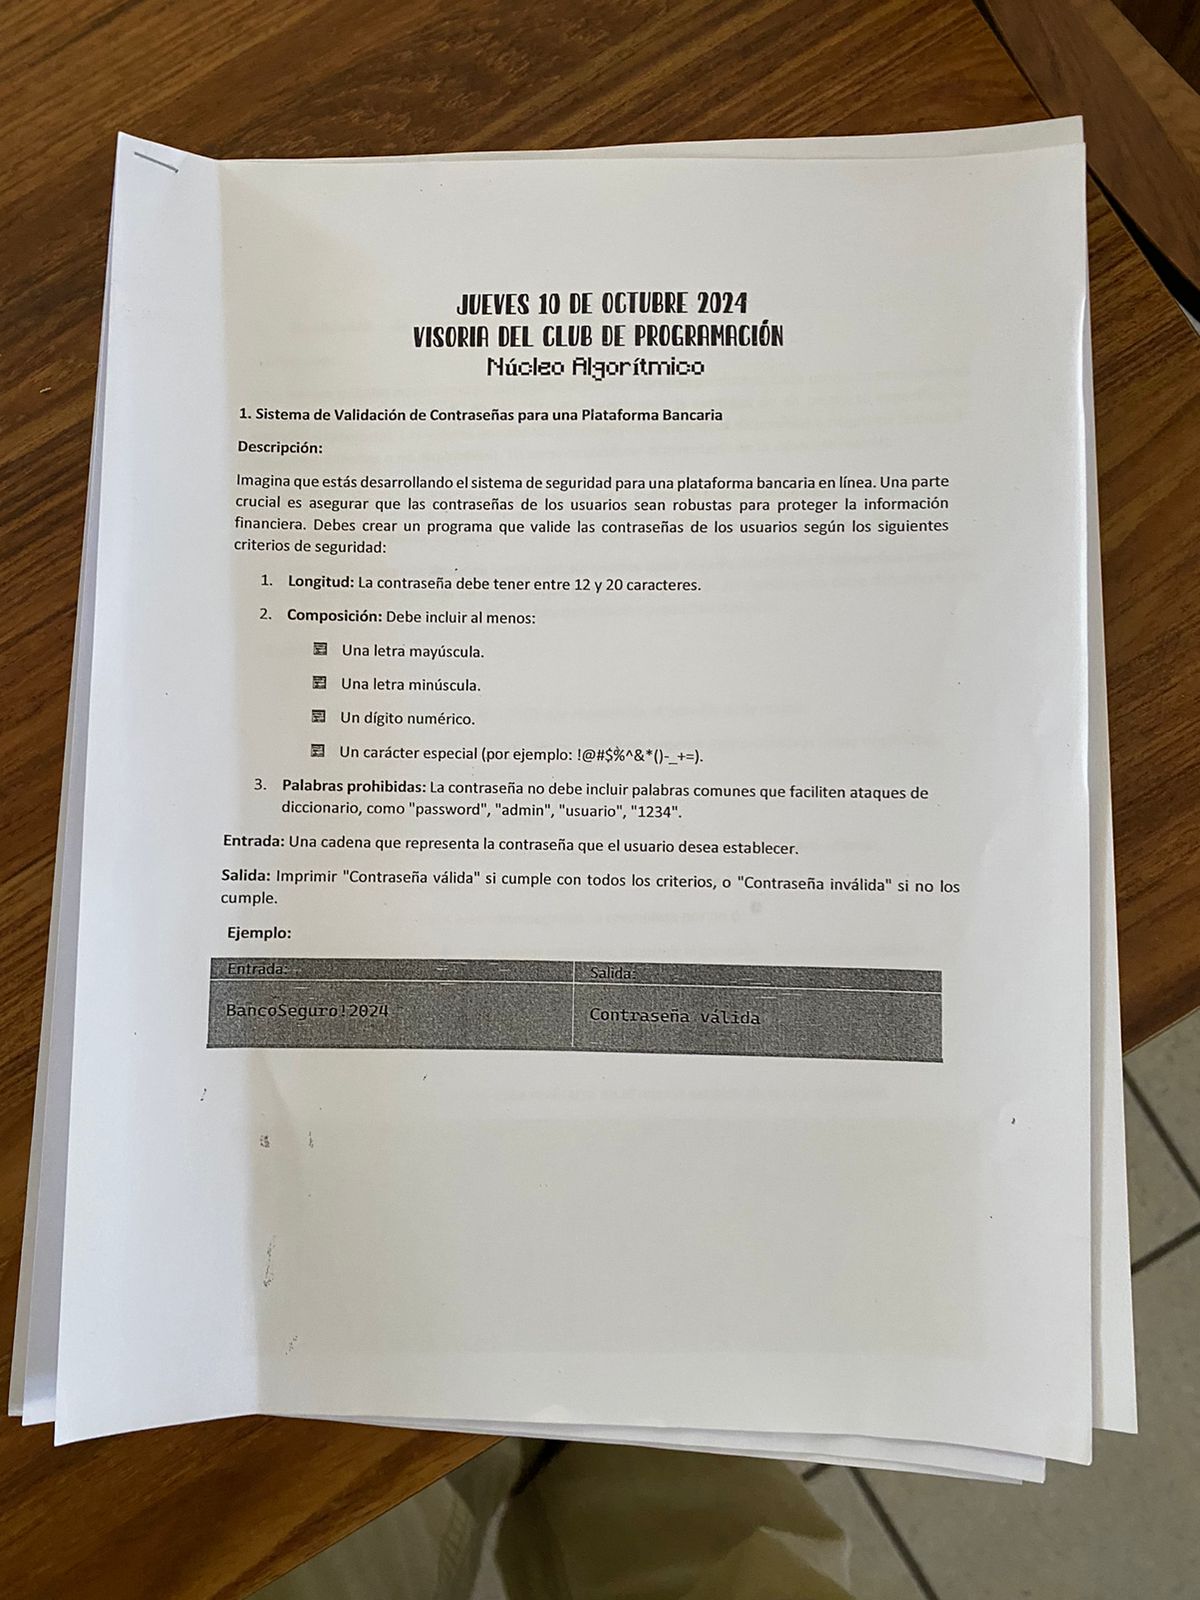 JUEVES 10 DE OCTUBRE 2024
VISORIA DEL CLUB DE PROGRAMACIÓN
Núcleo Algorítmico
1. Sistema de Validación de Contraseñas para una Plataforma Bancaria
Descripción:
Imagina que estás desarrollando el sistema de seguridad para una plataforma bancaria en línea. Una parte
crucial es asegurar que las contraseñas de los usuarios sean robustas para proteger la información
financiera. Debes crear un programa que valide las contraseñas de los usuarios según los siguientes
criterios de seguridad:
1. Longitud: La contraseña debe tener entre 12 y 20 caracteres.
2. Composición: Debe incluir al menos:
Una letra mayúscula.
Una letra minúscula.
Un dígito numérico.
Un carácter especial (por ejemplo: !@#$%^&*()-_+=).
3. Palabras prohibidas: La contraseña no debe incluir palabras comunes que faciliten ataques de
diccionario, como "password", "admin", "usuario", "1234".
Entrada: Una cadena que representa la contraseña que el usuario desea establecer.
Salida: Imprimir "Contraseña válida" si cumple con todos los criterios, o "Contraseña inválida" si no los
cumple.
Ejemplo:
Entrada: Salida:
BancoSeguro!2024 Contraseña válida